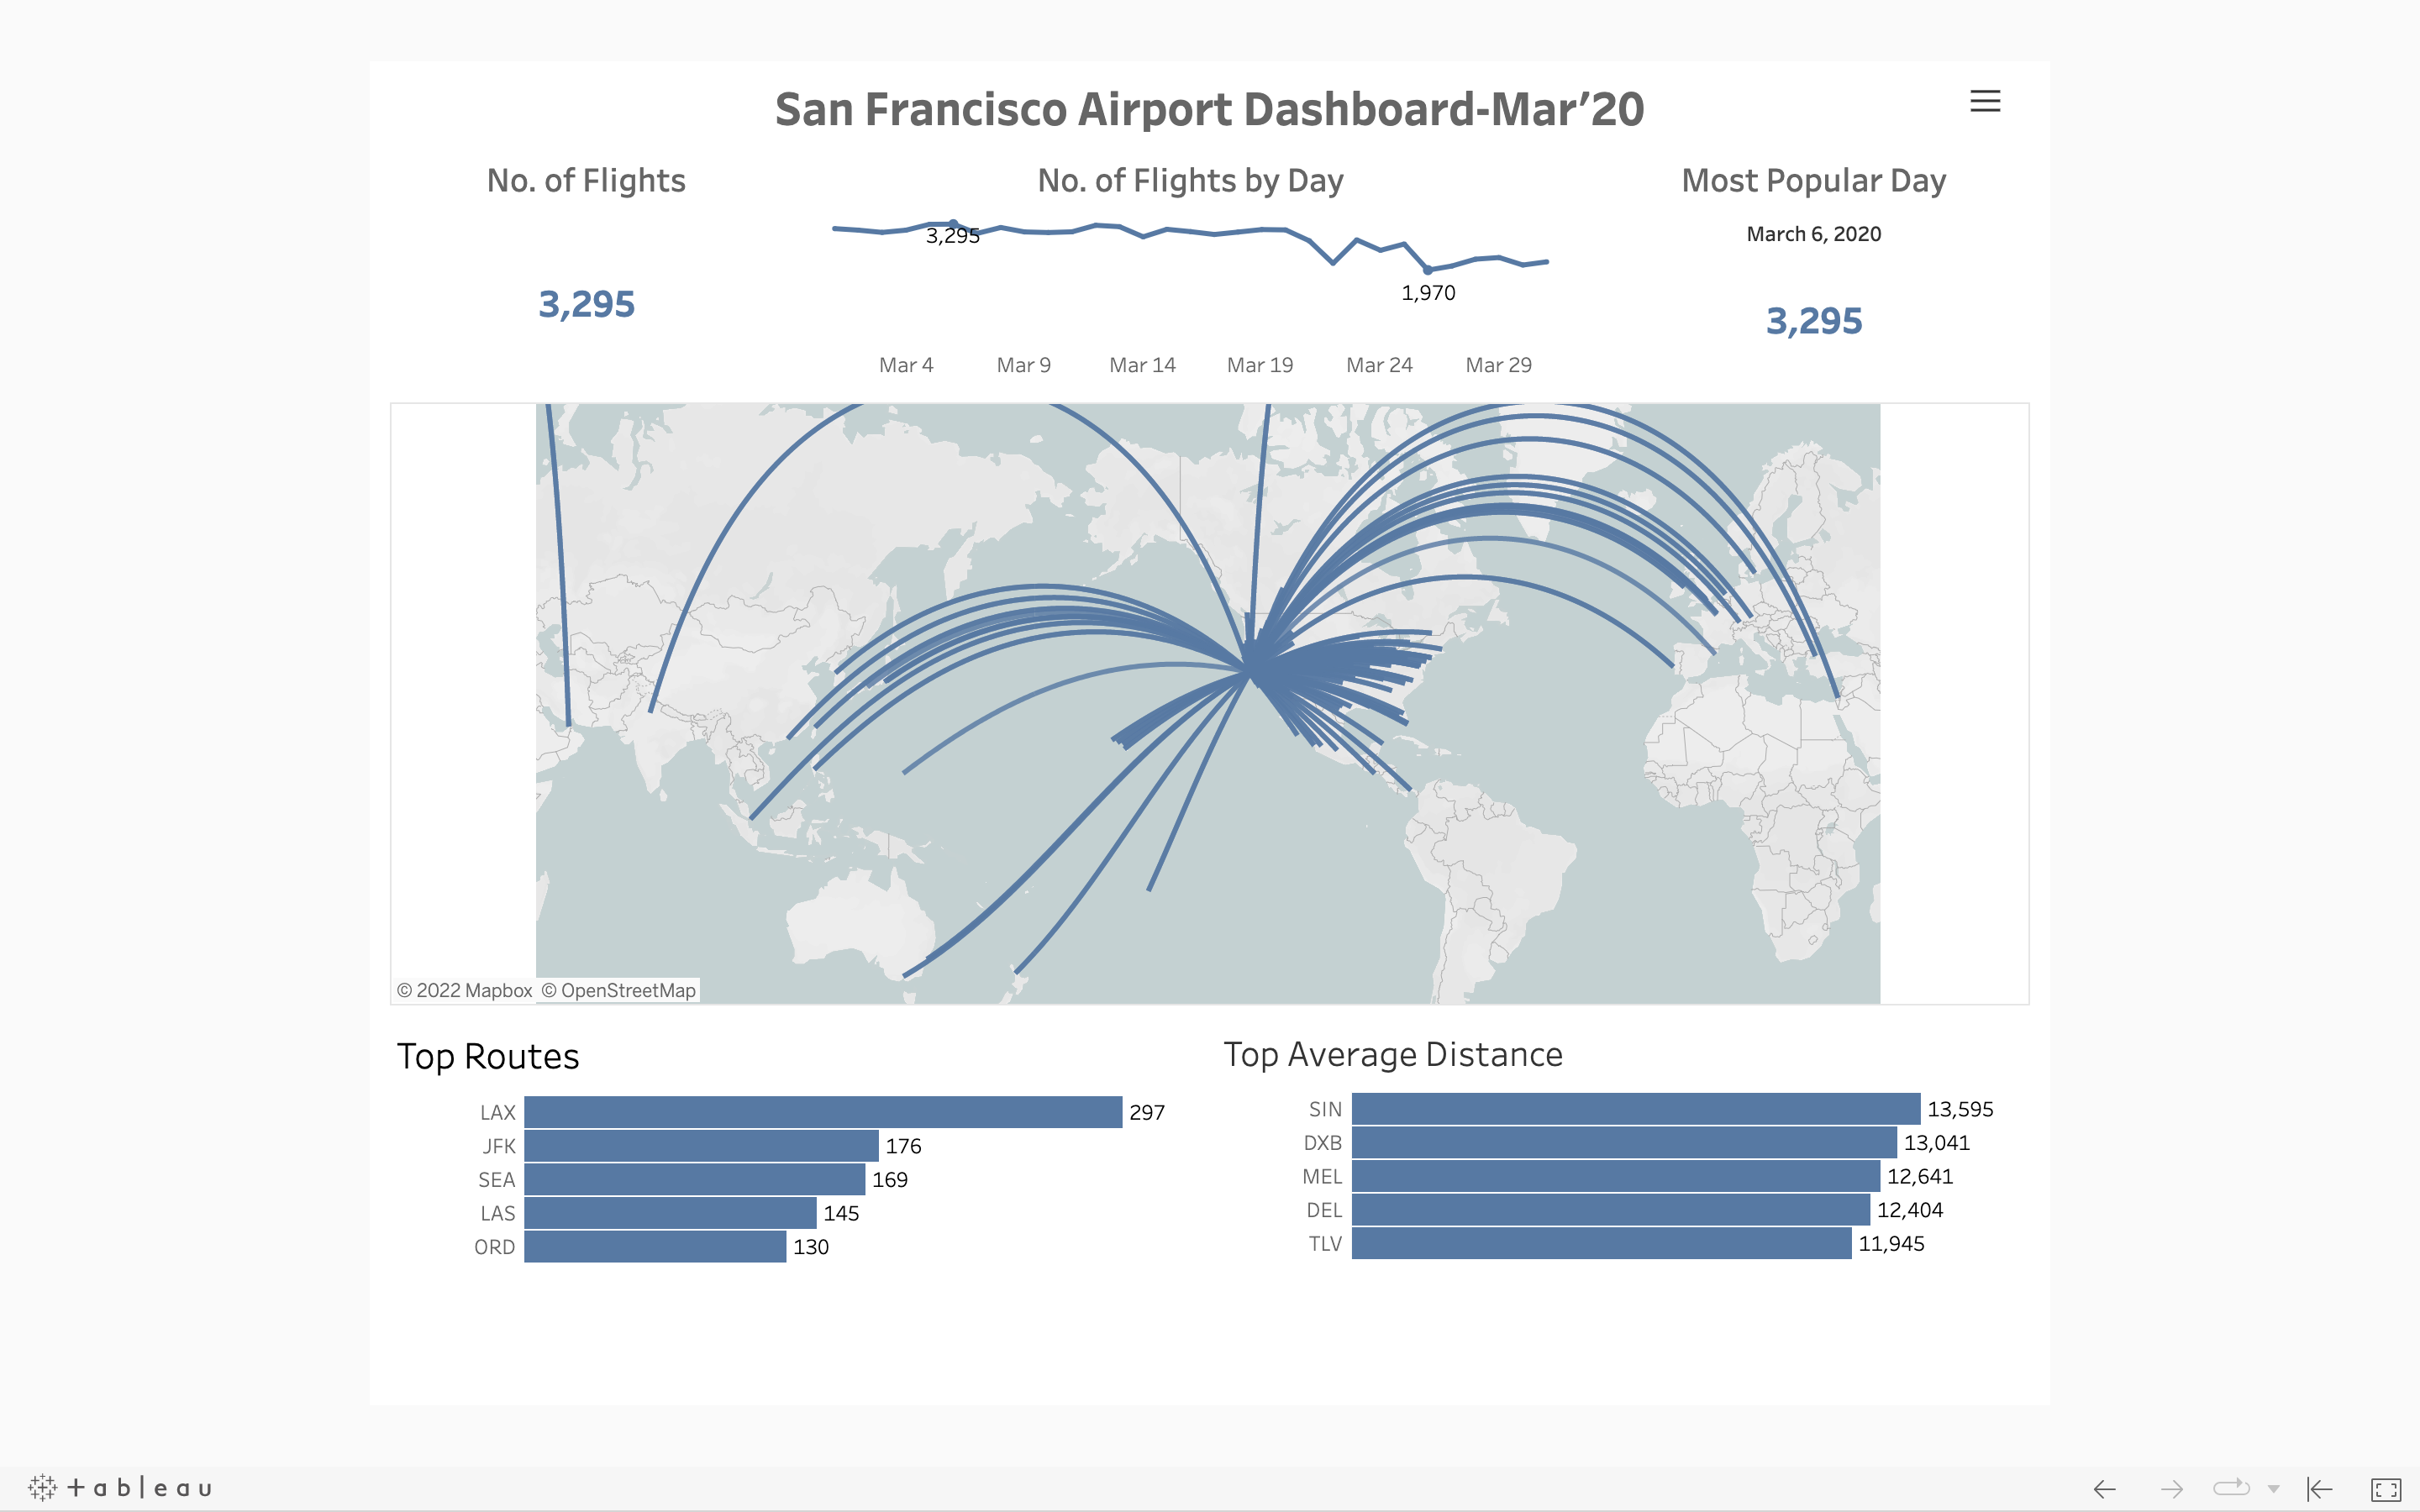 San Francisco Airport Dashboard-Mar’20
No. of Flights
3,295
No. of Flights by Day
3,295
1,970
Mar 4 Mar 9 Mar 14 Mar 19 Mar 24 Mar 29
Most Popular Day
March 6, 2020
3,295
© 2022 Mapbox © OpenStreetMap
Top Routes
LAX 297
JFK 176
SEA 169
LAS 145
ORD 130
Top Average Distance
SIN 13,595
DXB 13,041
MEL 12,641
DEL 12,404
TLV 11,945
+ableau